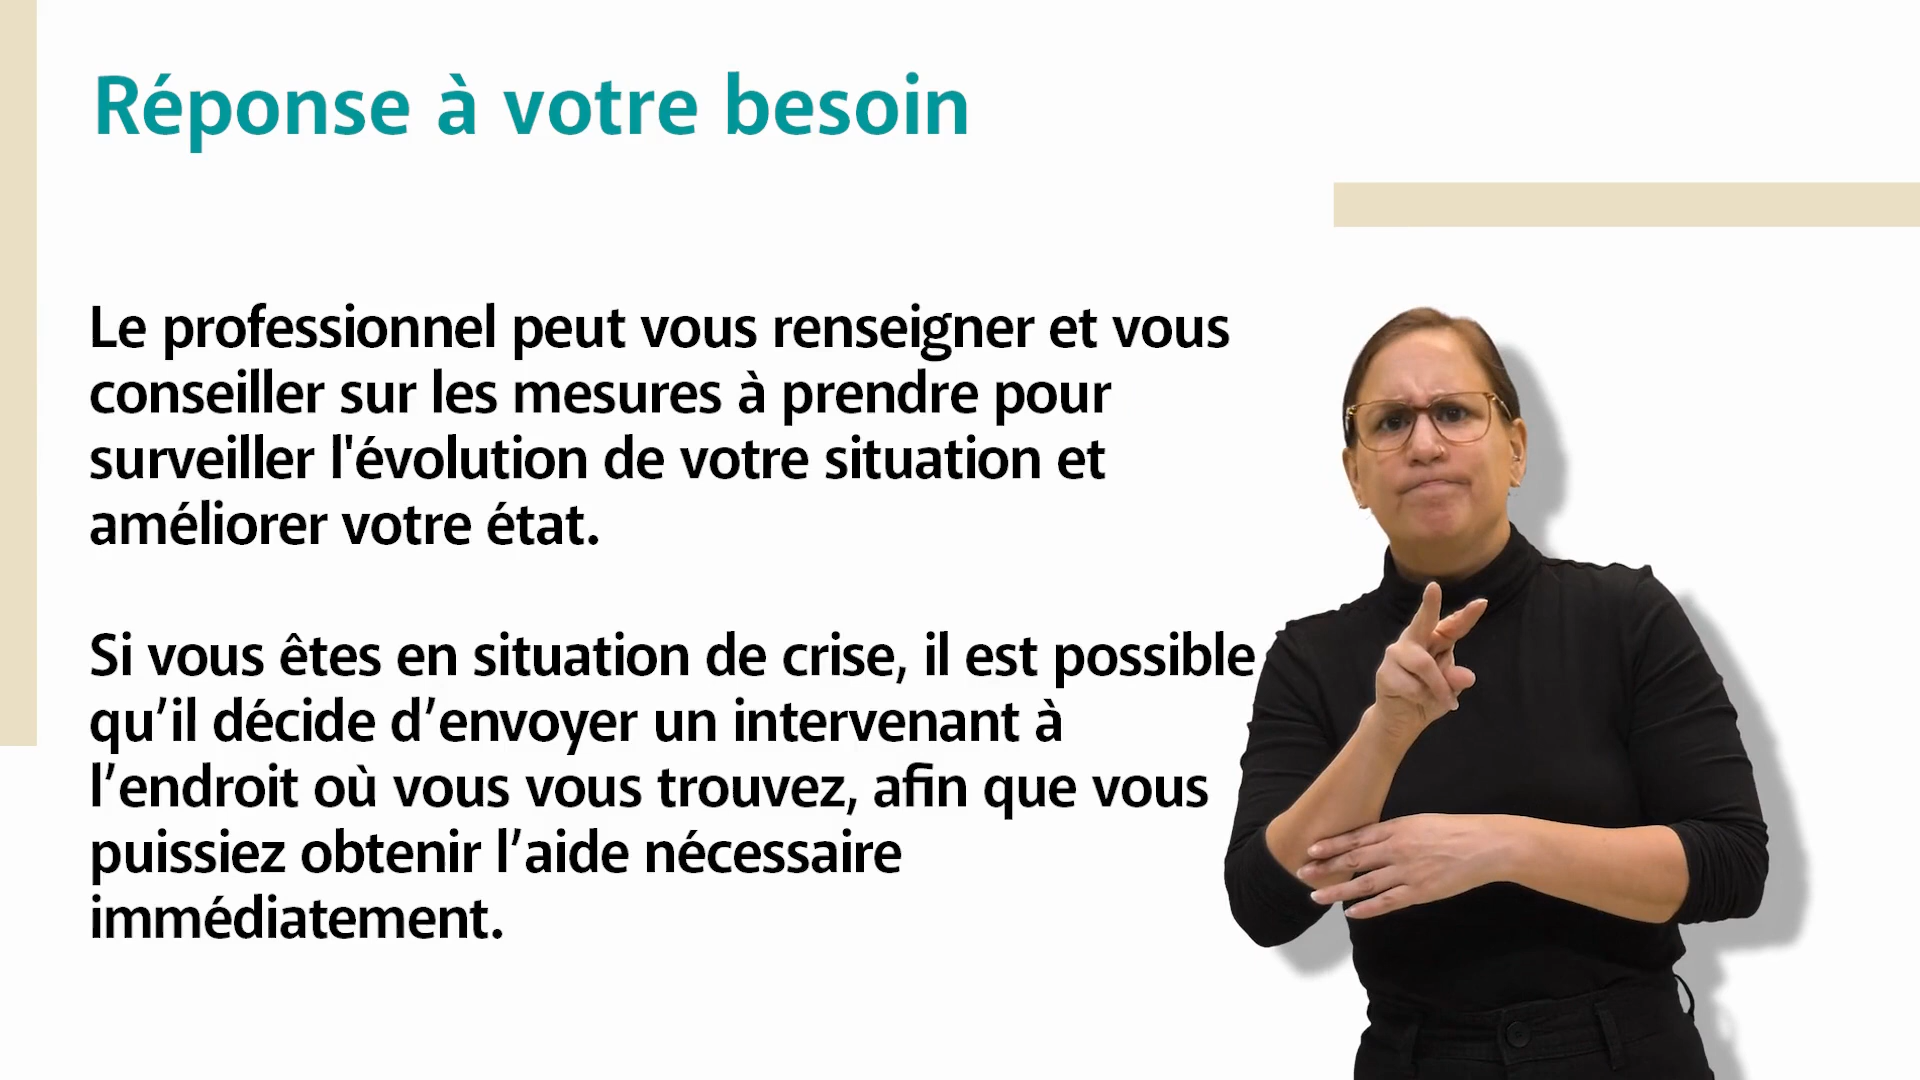 Réponse à votre besoin
Le professionnel peut vous renseigner et vous
conseiller sur les mesures à prendre pour
surveiller l'évolution de votre situation et
améliorer votre état.
Si vous êtes en situation de crise, il est possible
qu’il décide d’envoyer un intervenant à
l’endroit où vous vous trouvez, afin que vous
puissiez obtenir l’aide nécessaire
immédiatement.